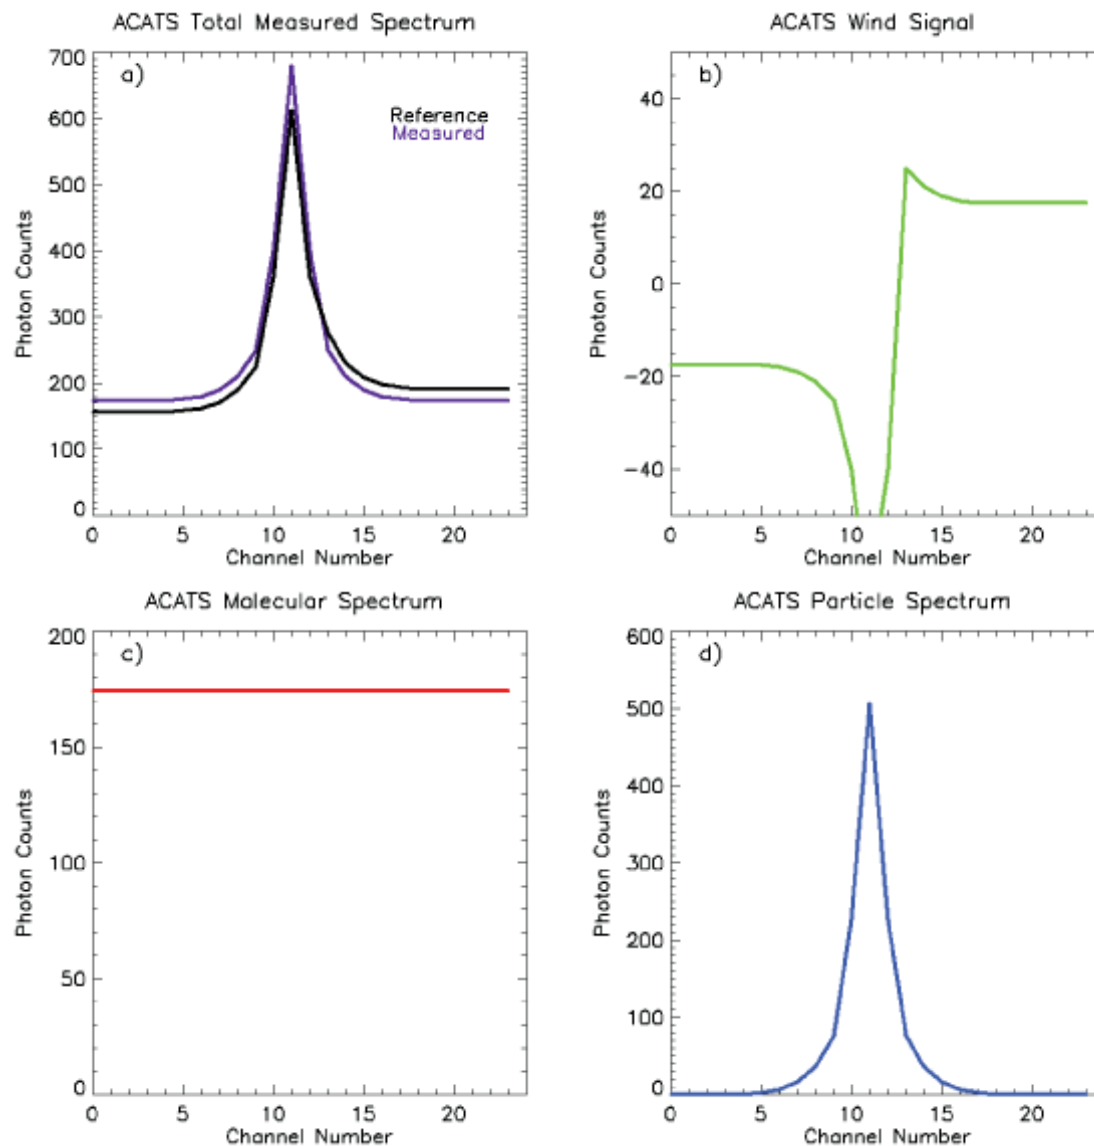 ACATS Total Measured Spectrum
a)
Reference
Measured
Photon Counts
700
600
500
400
300
200
100
0
0 5 10 15 20
Channel Number
ACATS Wind Signal
b)
Photon Counts
40
20
0
-20
-40
0 5 10 15 20
Channel Number
ACATS Molecular Spectrum
c)
Photon Counts
200
150
100
50
0
0 5 10 15 20
Channel Number
ACATS Particle Spectrum
d)
Photon Counts
600
500
400
300
200
100
0
0 5 10 15 20
Channel Number